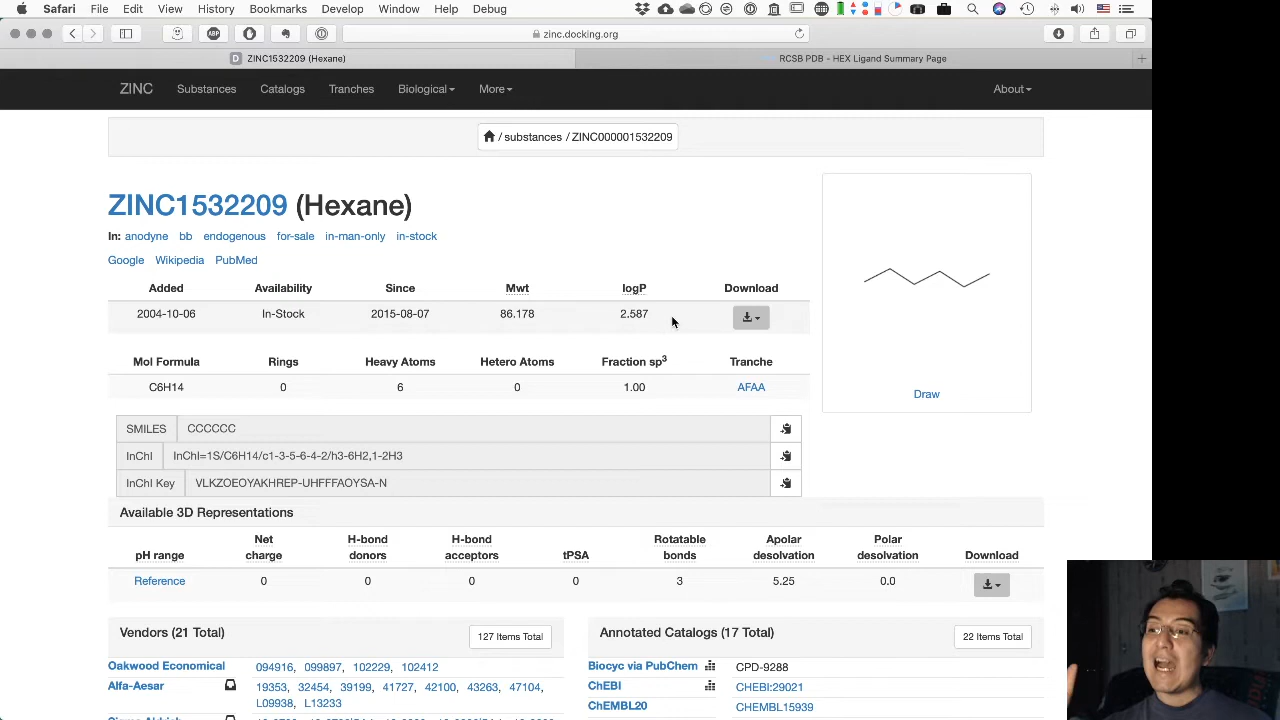 Safari File Edit View History Bookmarks Develop Window Help Debug
zinc.docking.org
ZINC1532209 (Hexane)
RCSB PDB - HEX Ligand Summary Page
ZINC Substances Catalogs Tranches Biological More About
/ substances / ZINC000001532209
ZINC1532209 (Hexane)
In: anodyne bb endogenous for-sale in-man-only in-stock
Google Wikipedia PubMed
Added Availability Since Mwt logP Download
2004-10-06 In-Stock 2015-08-07 86.178 2.587
Mol Formula Rings Heavy Atoms Hetero Atoms Fraction sp3 Tranche
C6H14 0 6 0 1.00 AFAA
Draw
SMILES CCCCCC
InChI InChI=1S/C6H14/c1-3-5-6-4-2/h3-6H2,1-2H3
InChI Key VLKZOEOYAKHREP-UHFFFAOYSA-N
Available 3D Representations
pH range Net charge H-bond donors H-bond acceptors tPSA Rotatable bonds Apolar desolvation Polar desolvation Download
Reference 0 0 0 0 3 5.25 0.0
Vendors (21 Total) 127 Items Total
Oakwood Economical 094916, 099897, 102229, 102412
Alfa-Aesar 19353, 32454, 39199, 41727, 42100, 43263, 47104,
L09938, L13233
Annotated Catalogs (17 Total) 22 Items Total
Biocyc via PubChem CPD-9288
ChEBI CHEBI:29021
ChEMBL20 CHEMBL15939